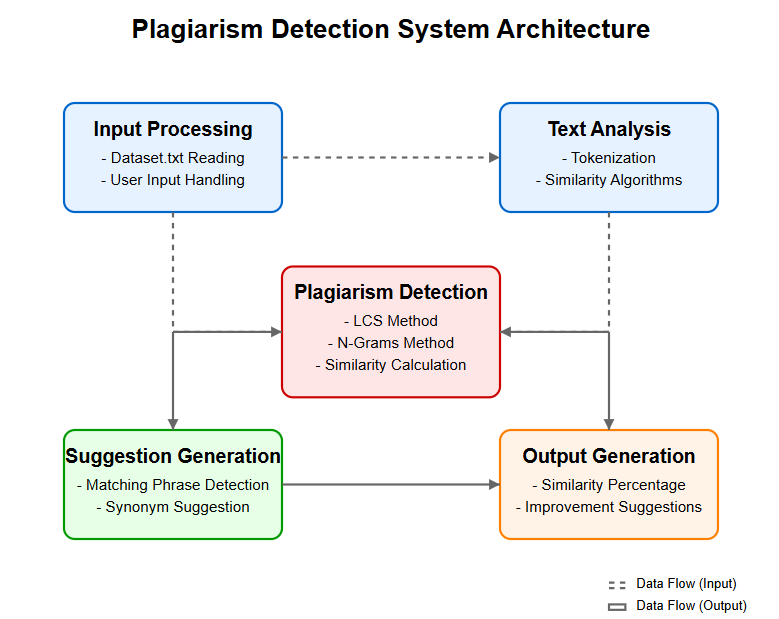 Plagiarism Detection System Architecture
Input Processing
- Dataset.txt Reading
- User Input Handling
Text Analysis
- Tokenization
- Similarity Algorithms
Plagiarism Detection
- LCS Method
- N-Grams Method
- Similarity Calculation
Suggestion Generation
- Matching Phrase Detection
- Synonym Suggestion
Output Generation
- Similarity Percentage
- Improvement Suggestions
Data Flow (Input)
Data Flow (Output)